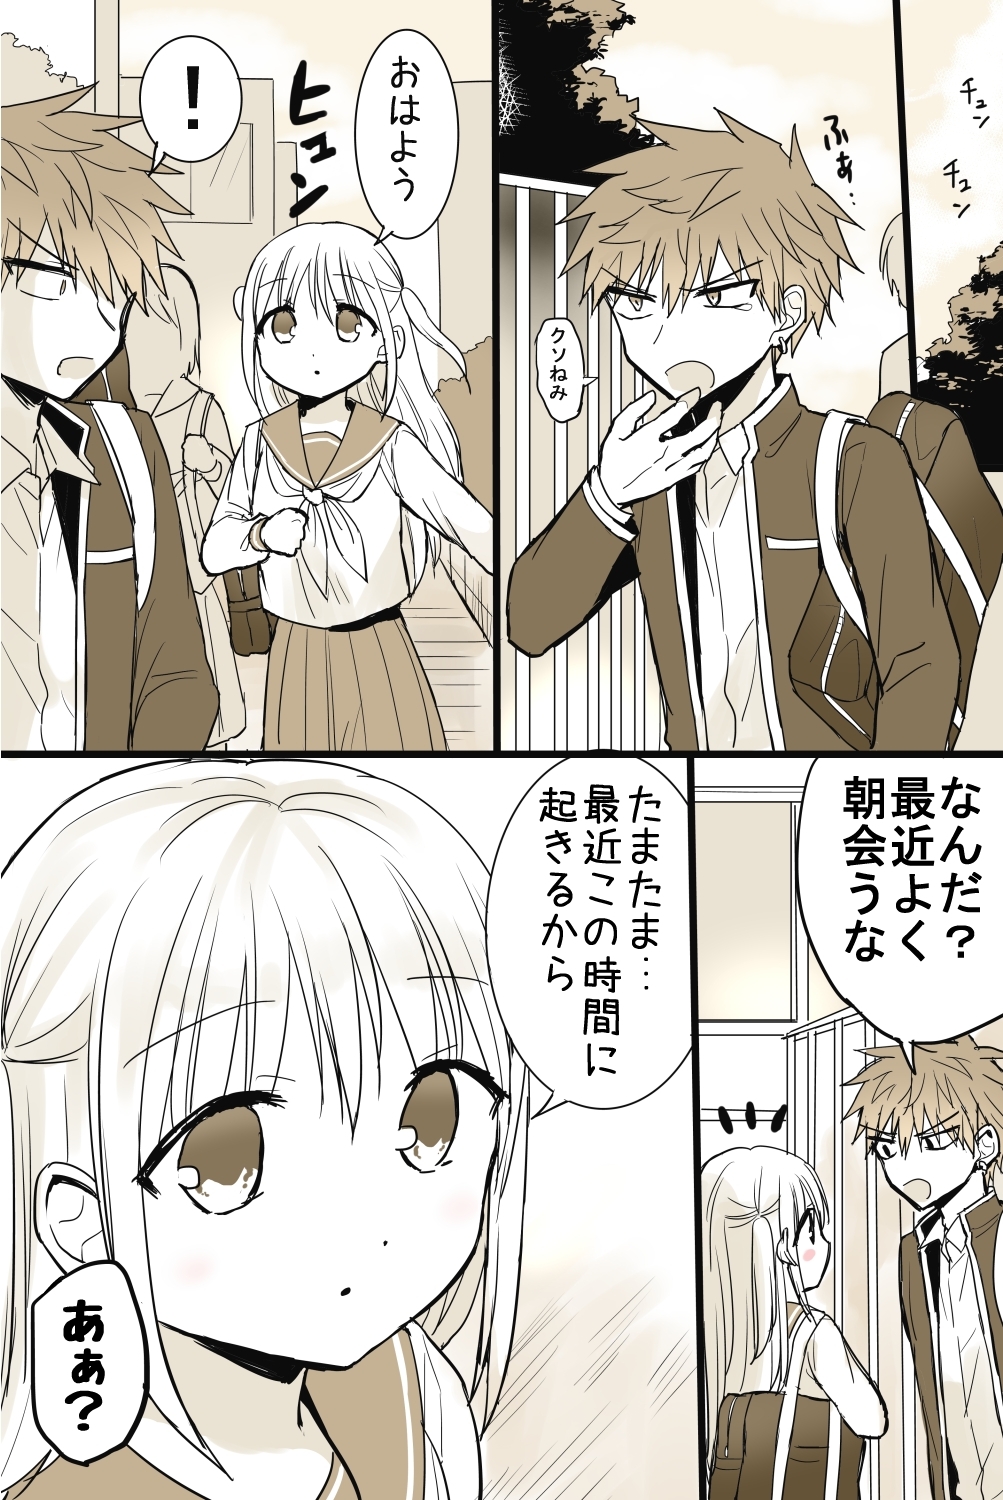 チュン
チュン
ふぁ…
クソねみ
おはよう
ヒュン
！
なんだ？
最近よく
朝会うな
たまたま…
最近この時間に
起きるから
あぁ？